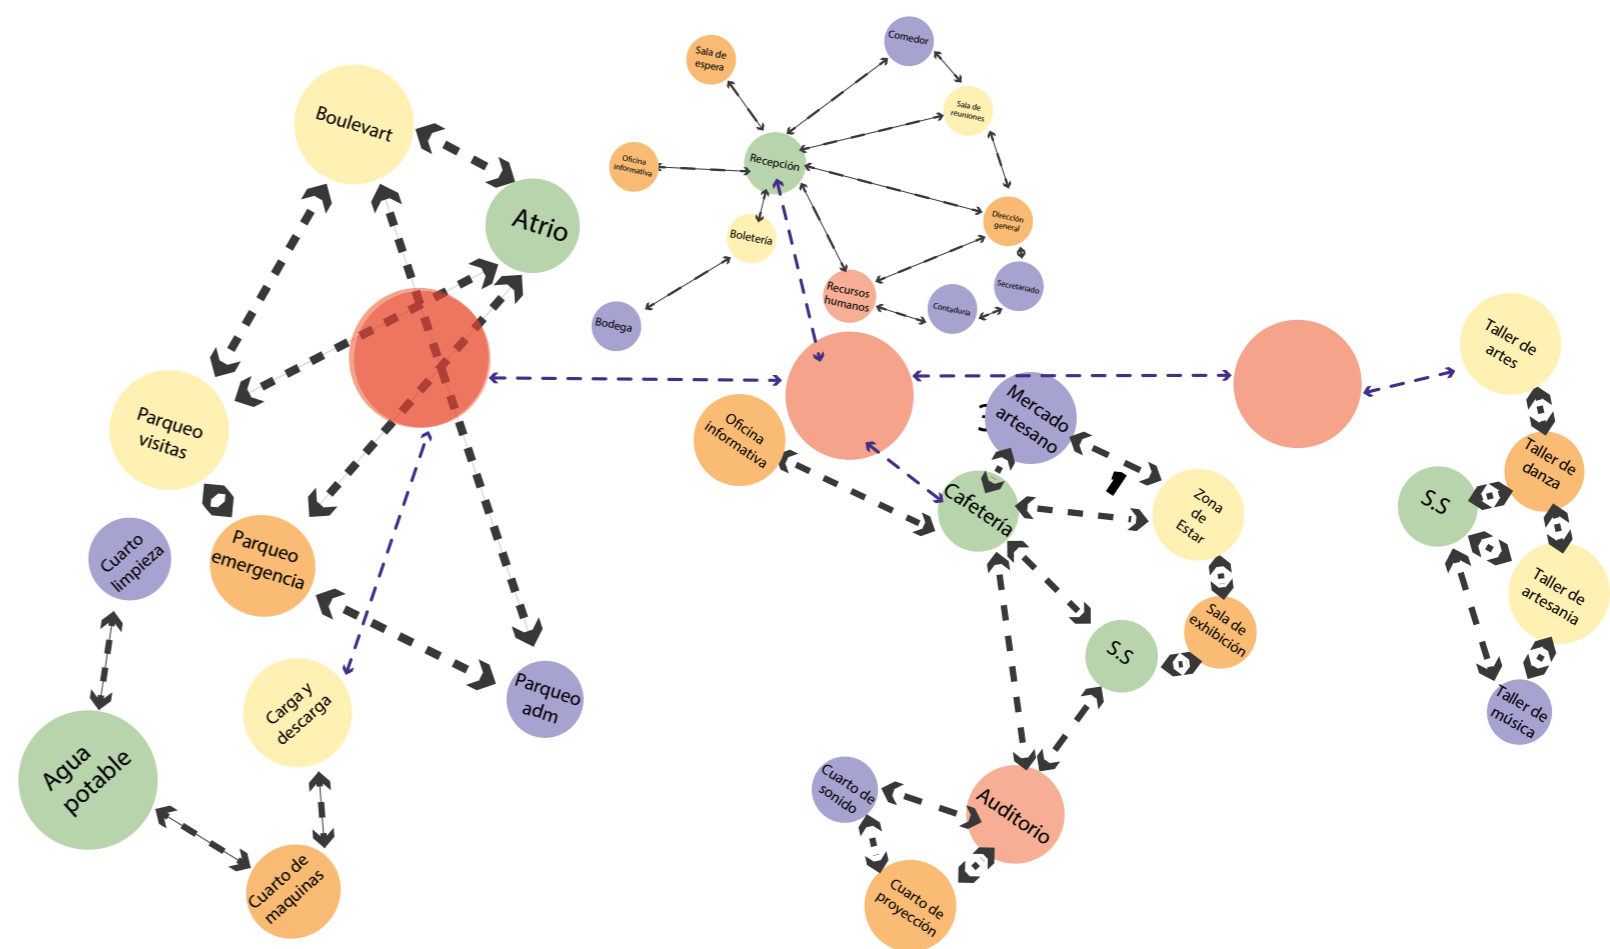 Comedor
Sala de
espera
Sala de
reuniones
Boulevart
Recepción
Oficina
informativa
Atrio
Dirección
general
Boletería
Secretariado
Recursos
humanos
Contaduría
Bodega
Taller de
artes
Parqueo
visitas
Oficina
informativa
Mercado
artesano
Taller de
danza
1
Cafetería
Zona
de
Estar
S.S
Cuarto
limpieza
Parqueo
emergencia
Taller de
artesania
Sala de
exhibición
S.S
Parqueo
adm
Carga y
descarga
Taller de
música
Agua
potable
Cuarto de
sonido
Auditorio
Cuarto de
maquinas
Cuarto de
proyección